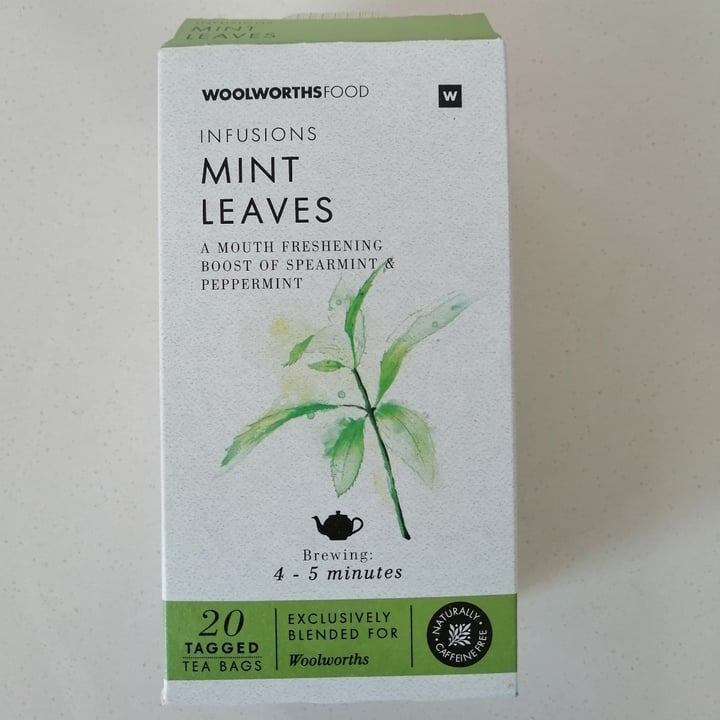 INFUSIONS
MINT
LEAVES
WOOLWORTHSFOOD
W
INFUSIONS
MINT
LEAVES
A MOUTH FRESHENING
BOOST OF SPEARMINT &
PEPPERMINT
Brewing:
4 - 5 minutes
20
TAGGED
TEA BAGS
EXCLUSIVELY
BLENDED FOR
Woolworths
• NATURALLY •
CAFFEINE FREE